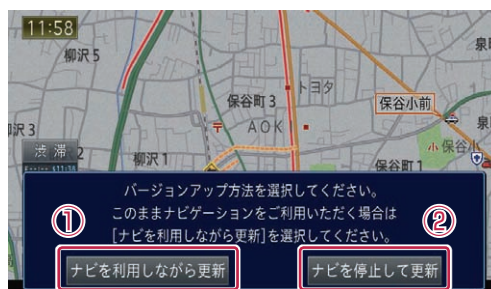 11:58
柳沢 5
泉
トヨタ
保谷町 3
保谷小前
〒 AOKI
沢 3
渋滞 2
小 保谷小
柳沢 1
保谷町 1
バージョンアップ方法を選択してください。
このままナビゲーションをご利用いただく場合は
[ナビを利用しながら更新]を選択してください。
① ②
ナビを利用しながら更新 ナビを停止して更新